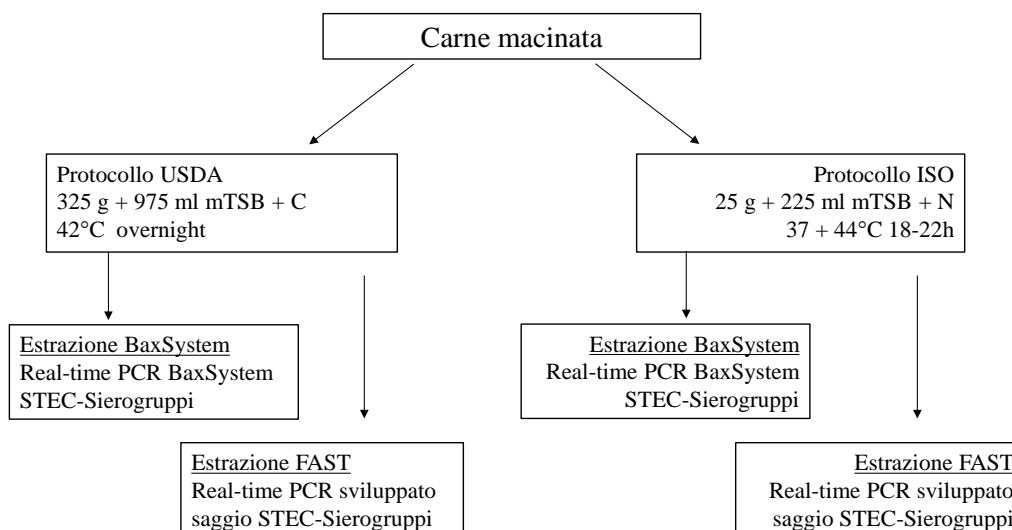 Carne macinata
Protocollo USDA
325 g + 975 ml mTSB + C
42°C overnight
Protocollo ISO
25 g + 225 ml mTSB + N
37 + 44°C 18-22h
Estrazione BaxSystem
Real-time PCR BaxSystem
STEC-Sierogruppi
Estrazione BaxSystem
Real-time PCR BaxSystem
STEC-Sierogruppi
Estrazione FAST
Real-time PCR sviluppato
saggio STEC-Sierogruppi
Estrazione FAST
Real-time PCR sviluppato
saggio STEC-Sierogruppi